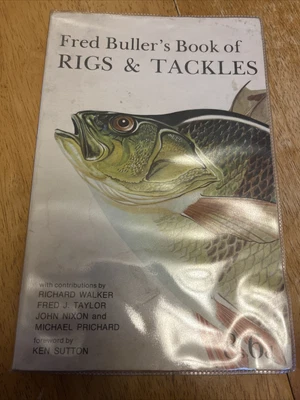 Fred Buller's Book of
RIGS & TACKLES
with contributions by
RICHARD WALKER
FRED J. TAYLOR
JOHN NIXON and
MICHAEL PRICHARD
foreword by
KEN SUTTON